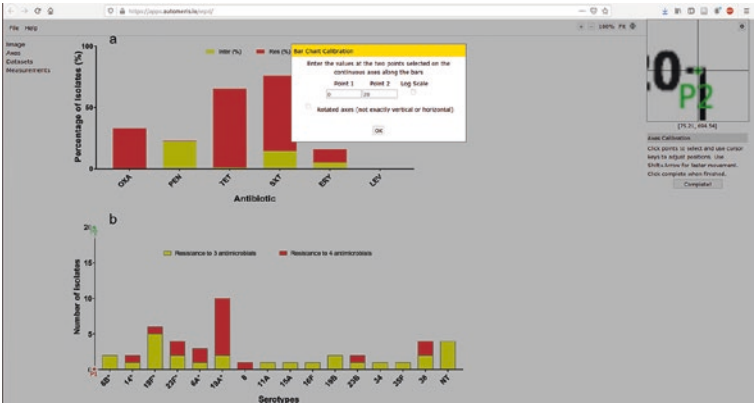 https://apps.automeris.io/wpd/
File Help
100% Fit
Image
Axes
Datasets
Measurements
a
Inter (%) Res (%)
Percentage of isolates (%)
100
50
0
OXA PEN TET SXT ERY LEV
Antibiotic
Bar Chart Calibration
Enter the values at the two points selected on the
continuous axes along the bars
Point 1 Point 2 Log Scale
0 20
Rotated axes (not exactly vertical or horizontal)
OK
20
P2
Axes Calibration
Click points to select and use cursor
keys to adjust positions. Use
Shift+Arrow for faster movement.
Click complete when finished.
Complete!
b
Resistance to 3 antimicrobials Resistance to 4 antimicrobials
Number of isolates
15
10
5
P1
6B* 14* 19F* 23F* 6A* 19A* 8 11A 15A 16F 19B 23B 34 35F 38 NT
Serotypes